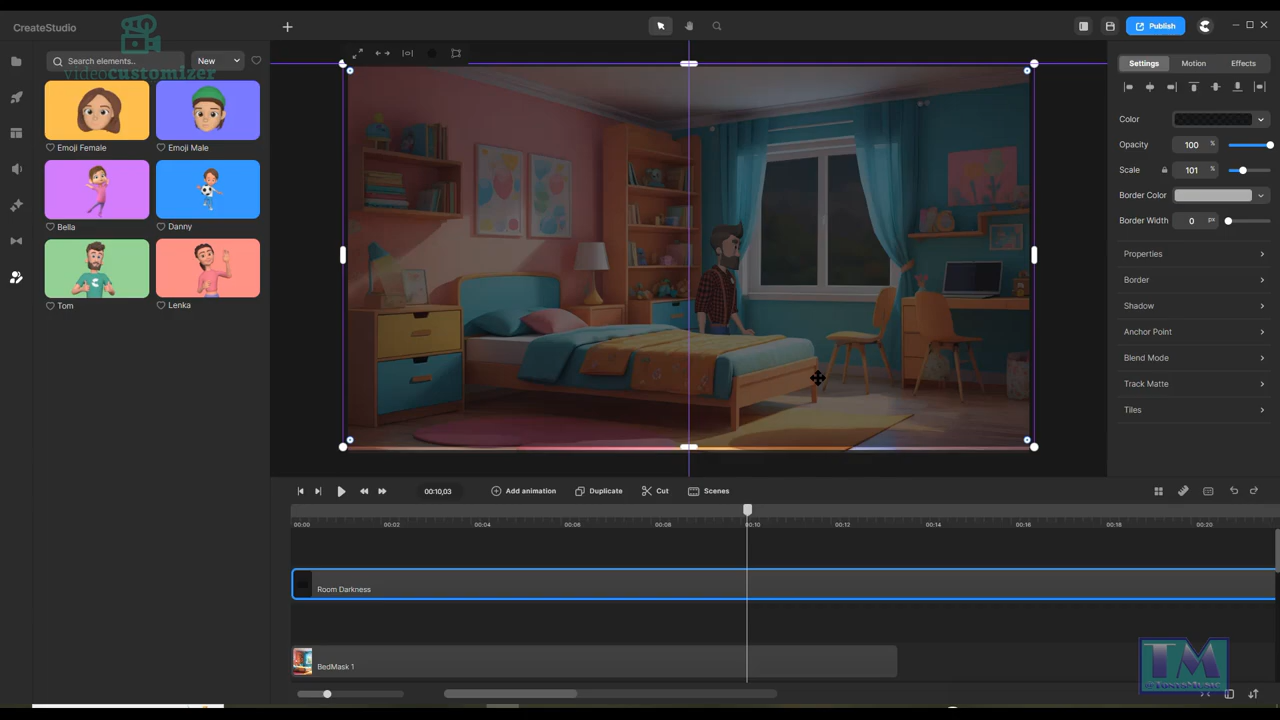 CreateStudio
Publish
videocustomizer
Search elements..
New
Emoji Female
Emoji Male
Bella
Danny
Tom
Lenka
Settings
Motion
Effects
Color
Opacity
100
%
Scale
101
%
Border Color
Border Width
0
px
Properties
Border
Shadow
Anchor Point
Blend Mode
Track Matte
Tiles
00:10,03
Add animation
Duplicate
Cut
Scenes
00:00
00:02
00:04
00:06
00:08
00:10
00:12
00:14
00:16
00:18
00:20
Room Darkness
BedMask 1
TM
@TonksMusic